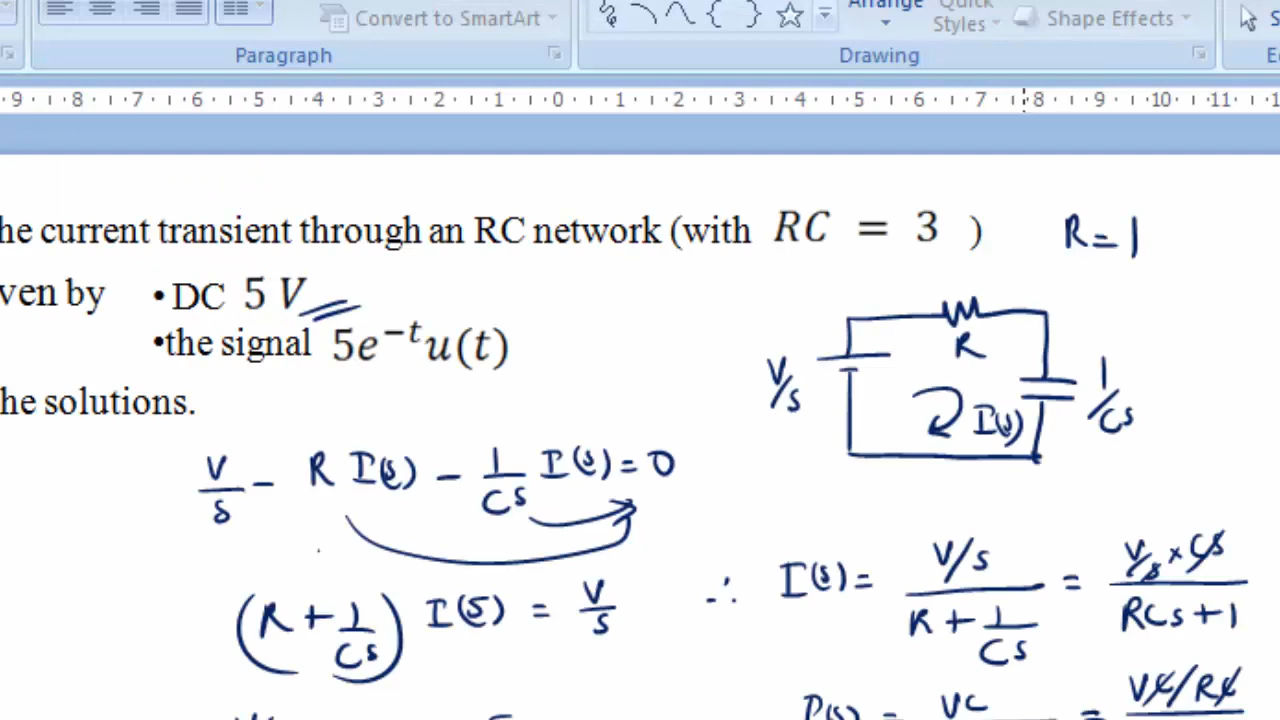 Convert to SmartArt
Arrange
Quick
Styles
Shape Effects
Paragraph
Drawing
9 8 7 6 5 4 3 2 1 0 1 2 3 4 5 6 7 8 9 10 11
he current transient through an RC network (with RC = 3 ) R = 1
ven by • DC 5 V
•the signal 5e^{-t}u(t)
he solutions.
V/s R I(s) 1/Cs
V/s - R I(s) - 1/Cs I(s) = 0
(R + 1/Cs) I(s) = V/s ∴ I(s) = (V/s)/(R + 1/Cs) = (V/s × Cs)/(RCs + 1)
I(s) = VC = VC/RC